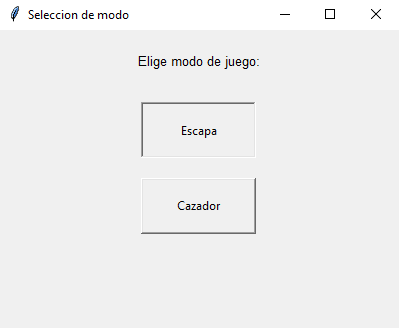 Seleccion de modo
Elige modo de juego:
Escapa
Cazador